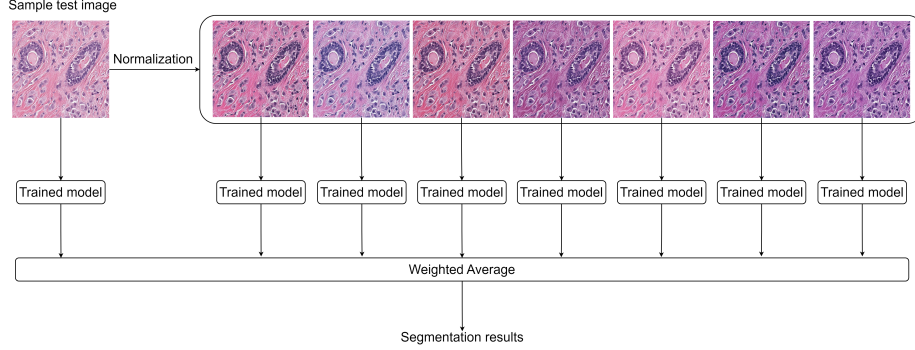 Sample test image
Normalization
Trained model
Trained model
Trained model
Trained model
Trained model
Trained model
Trained model
Trained model
Weighted Average
Segmentation results